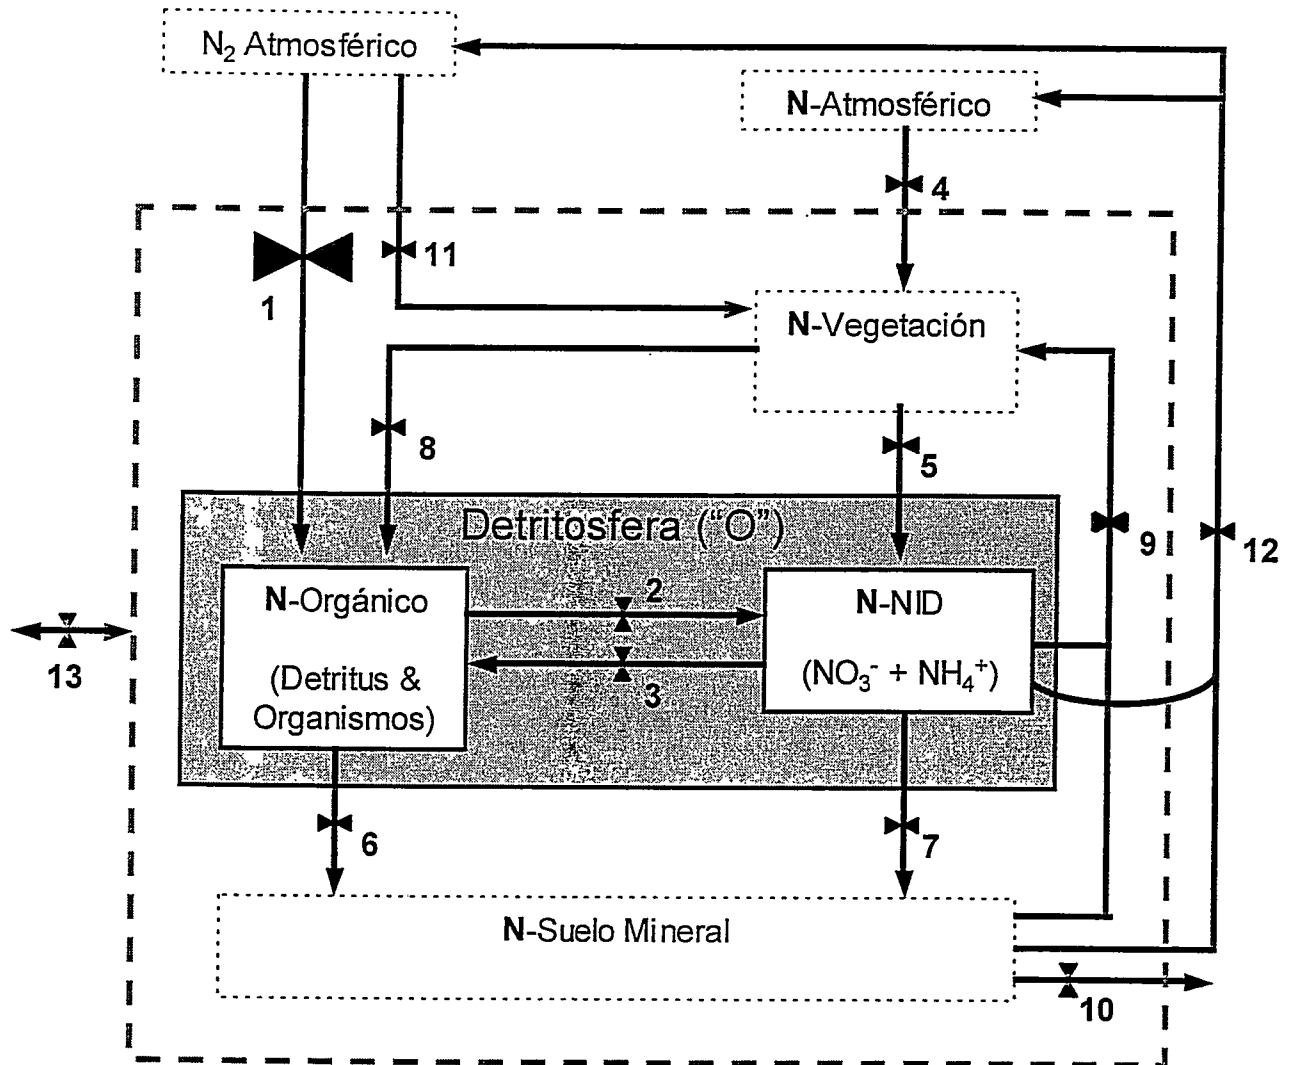 N₂ Atmosférico
N-Atmosférico
4
11
1
N-Vegetación
8
5
Detritosfera ("O")
9
12
N-Orgánico
2
N-NID
13
(Detritus &
Organismos)
3
(NO₃⁻ + NH₄⁺)
6
7
N-Suelo Mineral
10